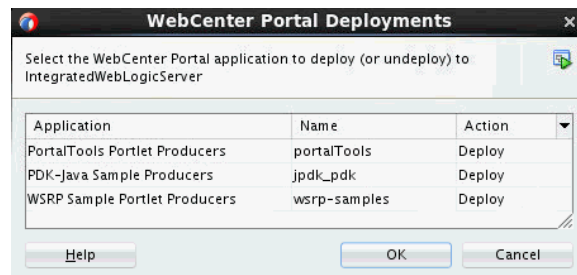 WebCenter Portal Deployments
Select the WebCenter Portal application to deploy (or undeploy) to
IntegratedWebLogicServer
Application Name Action
PortalTools Portlet Producers portalTools Deploy
PDK-Java Sample Producers jpdk_pdk Deploy
WSRP Sample Portlet Producers wsrp-samples Deploy
Help OK Cancel